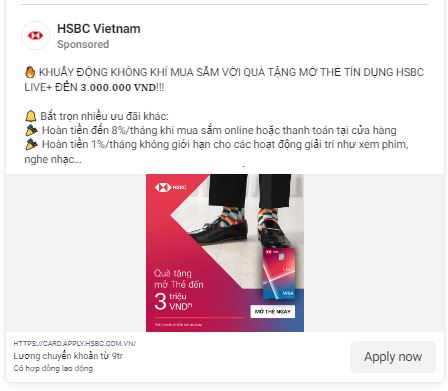 HSBC Vietnam
Sponsored
🔥 KHUẤY ĐỘNG KHÔNG KHÍ MUA SẮM VỚI QUÀ TẶNG MỞ THẺ TÍN DỤNG HSBC
LIVE+ ĐẾN 3.000.000 VND!!!
🔔 Bắt trọn nhiều ưu đãi khác:
🎉 Hoàn tiền đến 8%/tháng khi mua sắm online hoặc thanh toán tại cửa hàng
🎉 Hoàn tiền 1%/tháng không giới hạn cho các hoạt động giải trí như xem phim,
nghe nhạc...
HSBC
Quà tặng
mở Thẻ đến
3 triệu
VND(*)
Live+
VISA
MỞ THẺ NGAY
HTTPS://CARD.APPLY.HSBC.COM.VN/
Lương chuyển khoản từ 9tr
Có hợp đồng lao động
Apply now